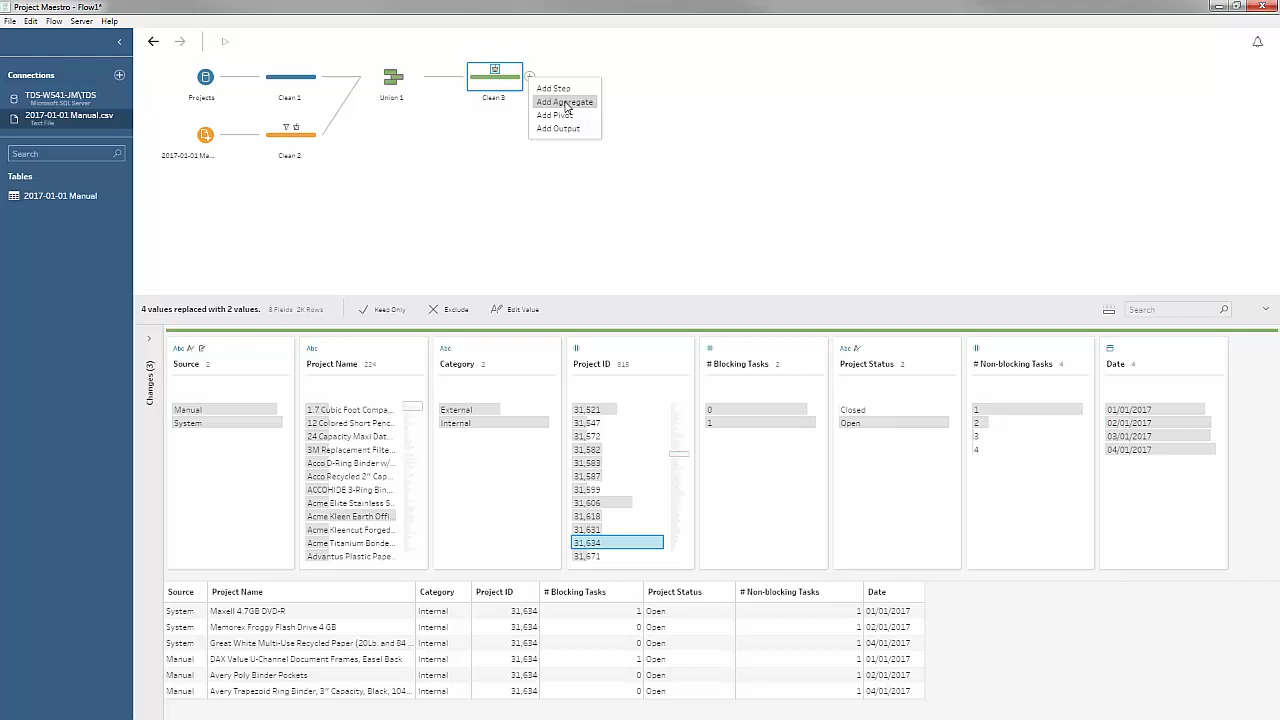 Project Maestro - Flow1*
File Edit Flow Server Help
Connections
TDS-W541-JM\TDS
Microsoft SQL Server
2017-01-01 Manual.csv
Text File
Search
Tables
2017-01-01 Manual
Projects
Clean 1
Union 1
Clean 3
2017-01-01 Ma...
Clean 2
Add Step
Add Aggregate
Add Pivot
Add Output
4 values replaced with 2 values. 8 Fields 2K Rows Keep Only Exclude Edit Value Search
Changes (3)
Abc
Source 2
Manual
System
Abc
Project Name 224
1.7 Cubic Foot Compa...
12 Colored Short Penc...
24 Capacity Maxi Dat...
3M Replacement Filte...
Acco D-Ring Binder w/...
Acco Recycled 2" Cap...
ACCOHIDE 3-Ring Bin...
Acme Elite Stainless S...
Acme Kleen Earth Offi...
Acme Kleencut Forged...
Acme Titanium Bonde...
Advantus Plastic Pape...
Abc
Category 2
External
Internal
Project ID 815
31,521
31,547
31,572
31,582
31,583
31,587
31,599
31,606
31,618
31,631
31,634
31,671
# Blocking Tasks 2
0
1
Abc
Project Status 2
Closed
Open
# Non-blocking Tasks 4
1
2
3
4
Date 4
01/01/2017
02/01/2017
03/01/2017
04/01/2017
Source Project Name Category Project ID # Blocking Tasks Project Status # Non-blocking Tasks Date
System Maxell 4.7GB DVD-R Internal 31,634 1 Open 1 01/01/2017
System Memorex Froggy Flash Drive 4 GB Internal 31,634 0 Open 1 02/01/2017
System Great White Multi-Use Recycled Paper (20Lb. and 84 ... Internal 31,634 0 Open 1 04/01/2017
Manual DAX Value U-Channel Document Frames, Easel Back Internal 31,634 1 Open 1 01/01/2017
Manual Avery Poly Binder Pockets Internal 31,634 0 Open 1 02/01/2017
Manual Avery Trapezoid Ring Binder, 3" Capacity, Black, 104... Internal 31,634 0 Open 1 04/01/2017